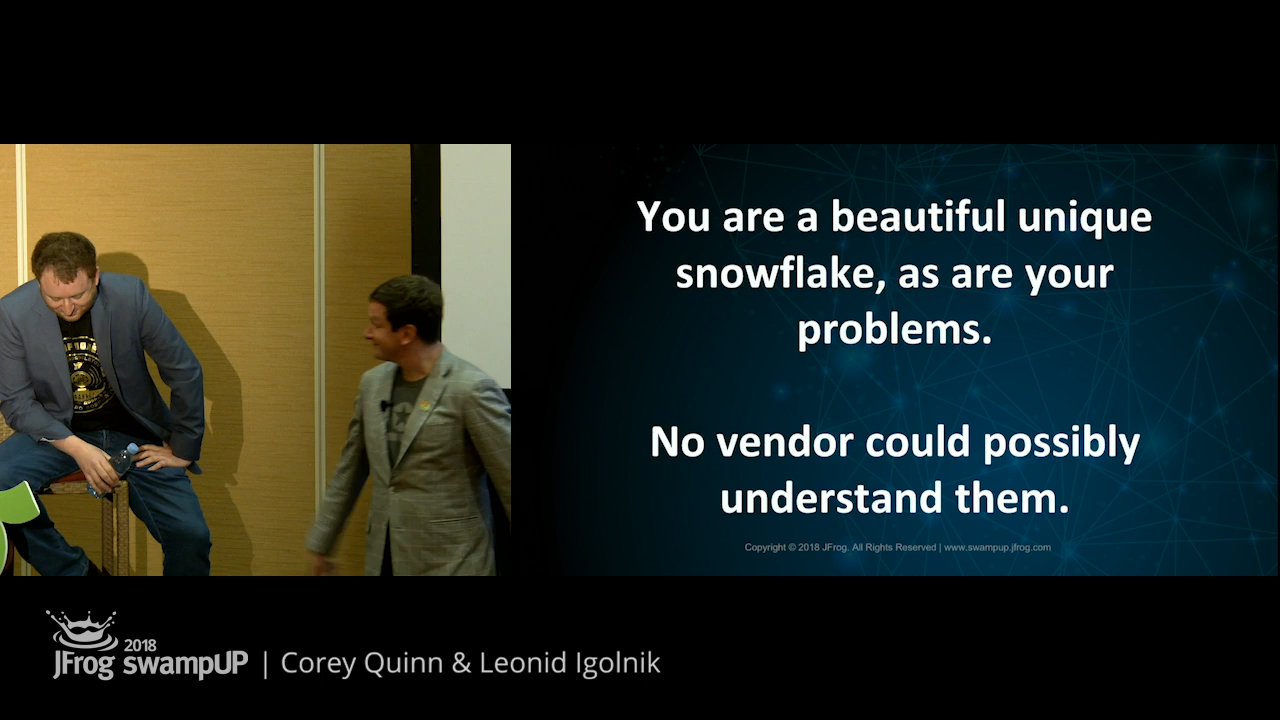 You are a beautiful unique
snowflake, as are your
problems.
No vendor could possibly
understand them.
Copyright © 2018 JFrog. All Rights Reserved | www.swampup.jfrog.com
2018
JFrog swampUP | Corey Quinn & Leonid Igolnik